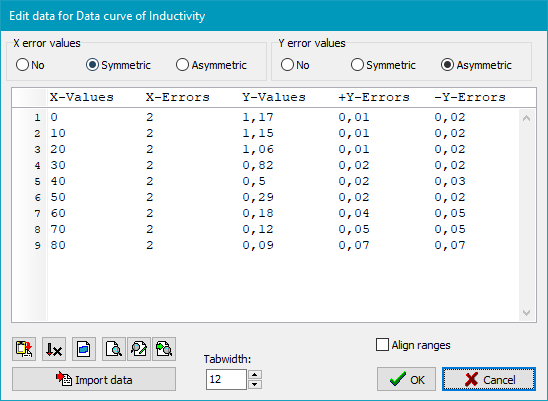 Edit data for Data curve of Inductivity
X error values
Y error values
No Symmetric Asymmetric No Symmetric Asymmetric
X-Values X-Errors Y-Values +Y-Errors -Y-Errors
1 0 2 1,17 0,01 0,02
2 10 2 1,15 0,01 0,02
3 20 2 1,06 0,01 0,02
4 30 2 0,82 0,02 0,02
5 40 2 0,5 0,02 0,03
6 50 2 0,29 0,02 0,02
7 60 2 0,18 0,04 0,05
8 70 2 0,12 0,05 0,05
9 80 2 0,09 0,07 0,07
Align ranges
Tabwidth:
Import data 12 OK Cancel